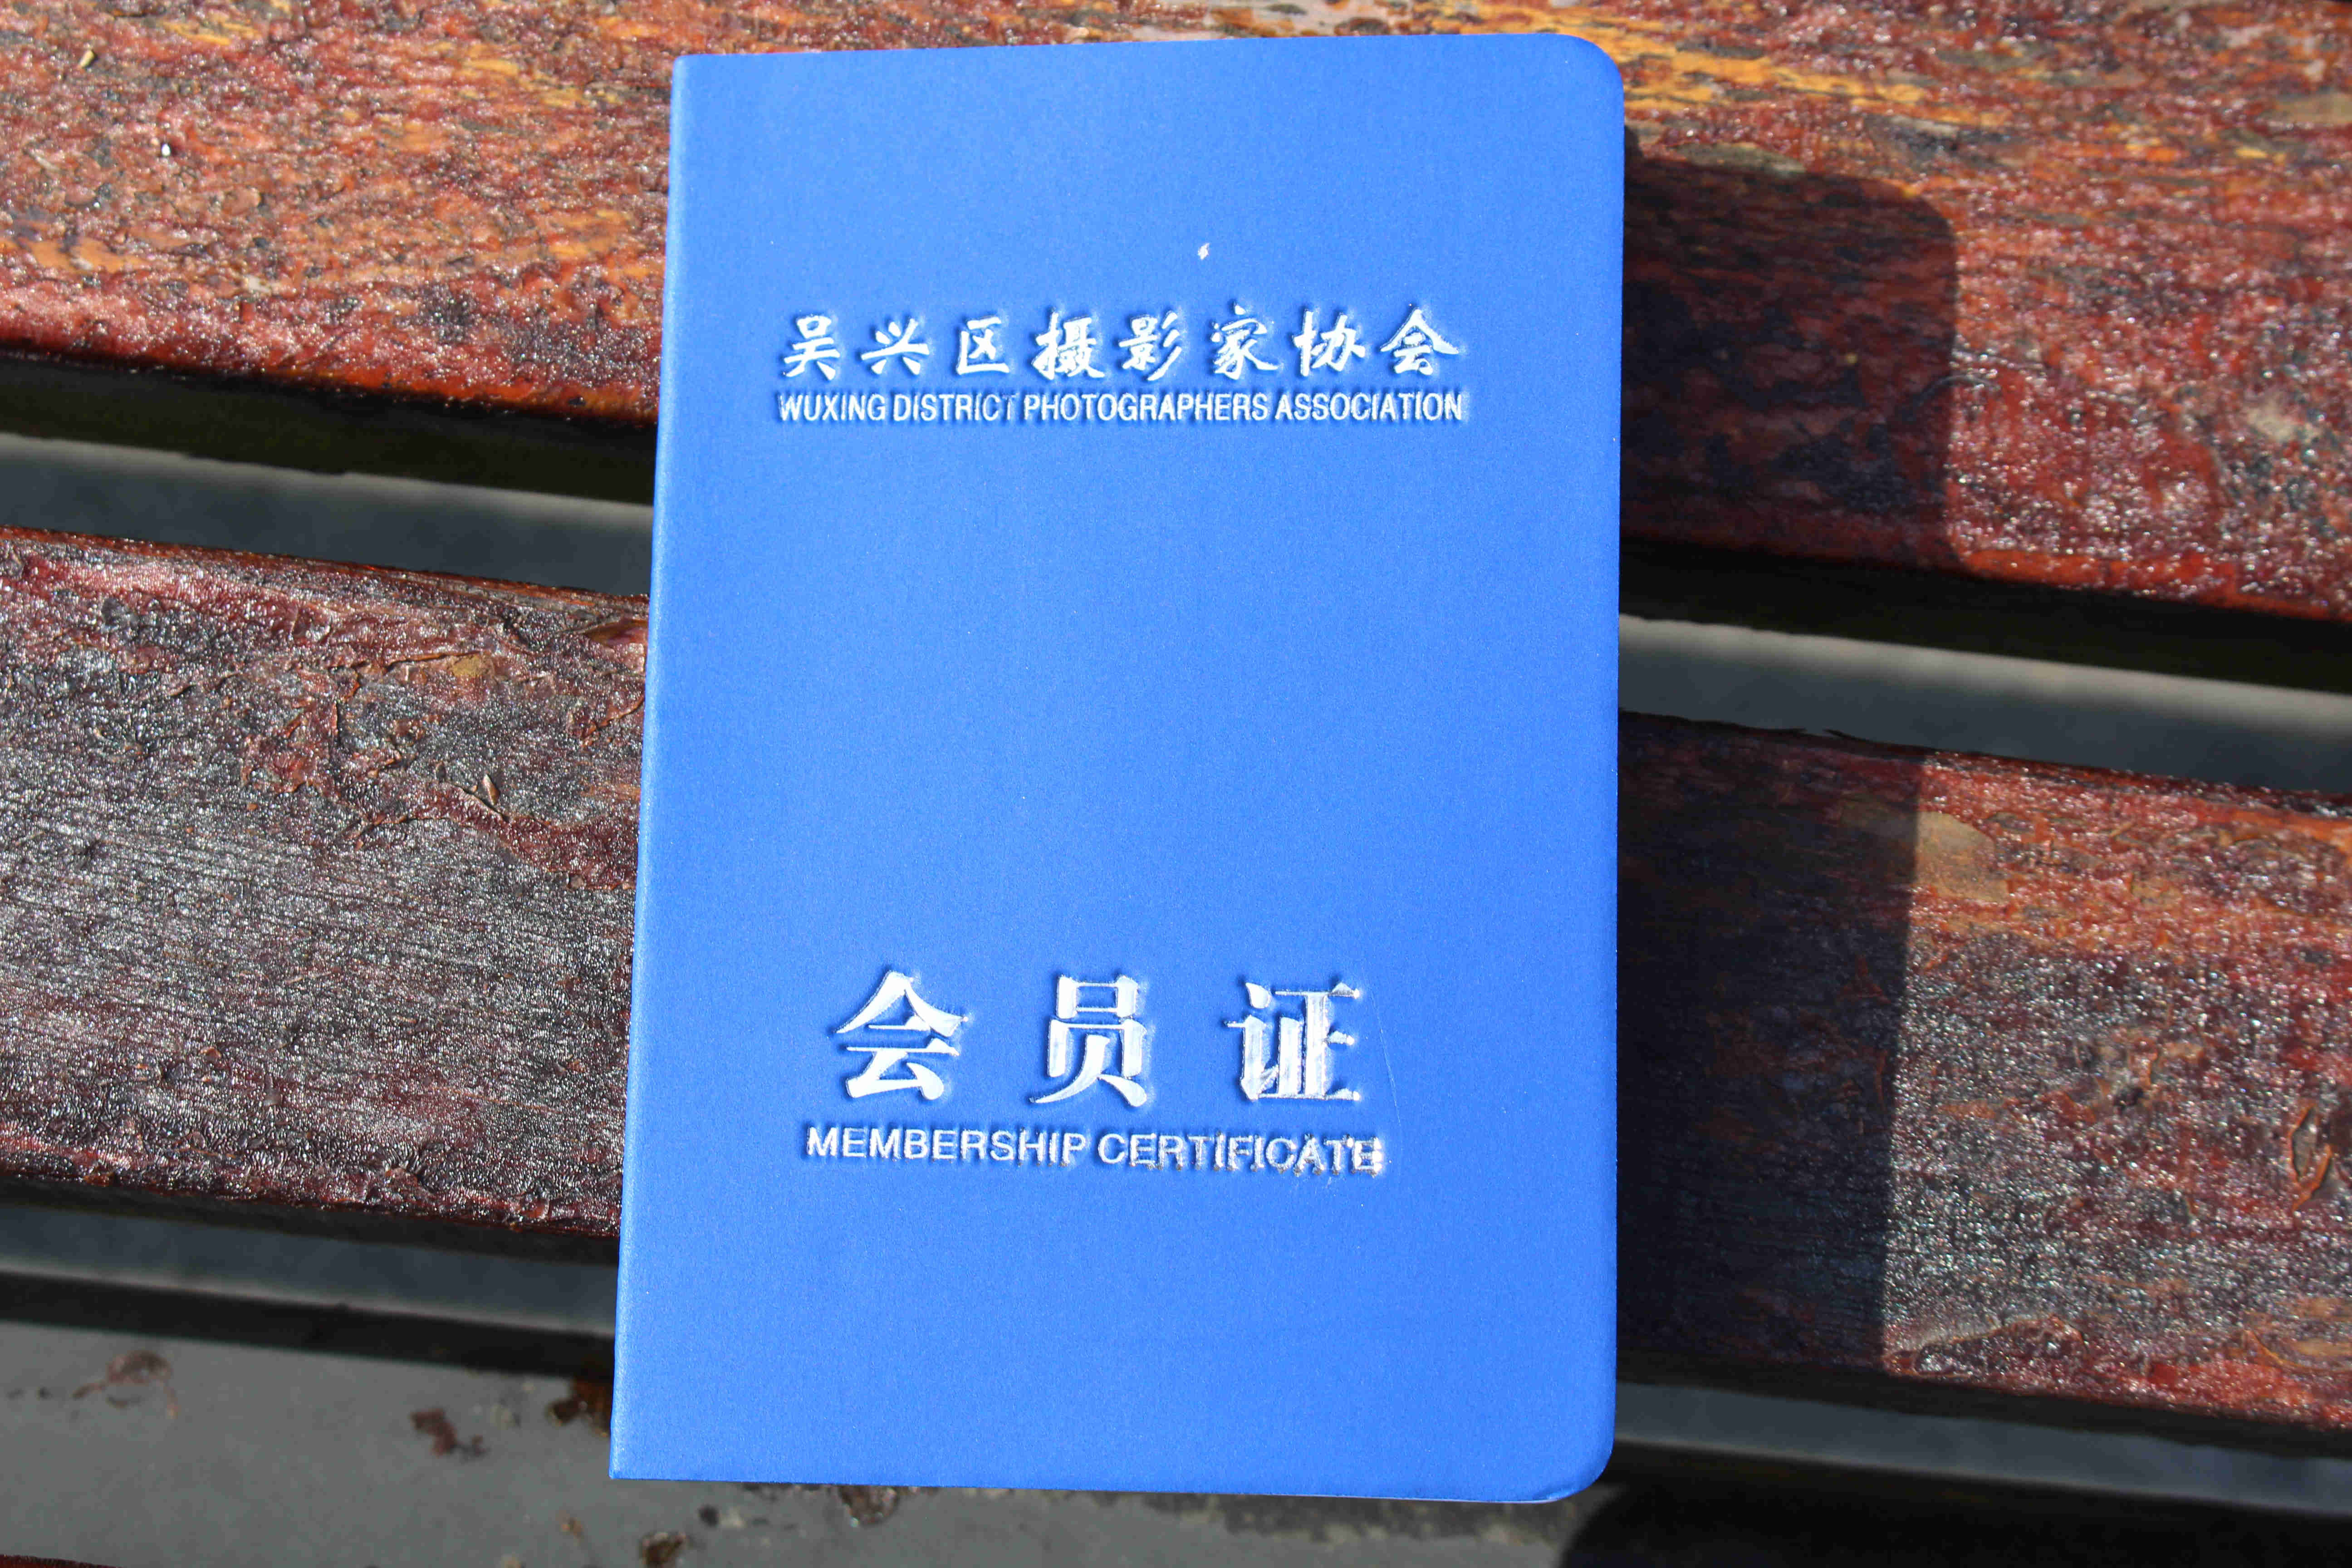 吴兴区摄影家协会
WUXING DISTRICT PHOTOGRAPHERS ASSOCIATION
会员证
MEMBERSHIP CERTIFICATE